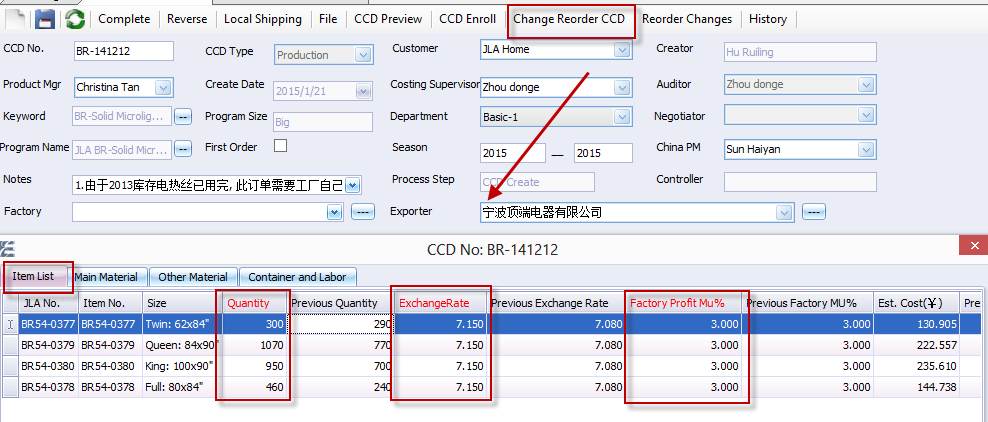 Complete Reverse Local Shipping File CCD Preview CCD Enroll Change Reorder CCD Reorder Changes History
CCD No. BR-141212 CCD Type Production Customer JLA Home Creator Hu Ruiling
Product Mgr Christina Tan Create Date 2015/1/21 Costing Supervisor Zhou donge Auditor Zhou donge
Keyword BR-Solid Microlig... Program Size Big Department Basic-1 Negotiator
Program Name JLA BR-Solid Micr... First Order Season 2015 — 2015 China PM Sun Haiyan
Notes 1.由于2013库存电热丝已用完,此订单需要工厂自己 Process Step CCD Create Controller
Factory Exporter 宁波顶端电器有限公司
CCD No: BR-141212
Item List Main Material Other Material Container and Labor
JLA No. Item No. Size Quantity Previous Quantity ExchangeRate Previous Exchange Rate Factory Profit Mu% Previous Factory MU% Est. Cost(￥) Pre
BR54-0377 BR54-0377 Twin: 62x84" 300 290 7.150 7.080 3.000 3.000 130.905
BR54-0379 BR54-0379 Queen: 84x90" 1070 770 7.150 7.080 3.000 3.000 222.557
BR54-0380 BR54-0380 King: 100x90" 950 700 7.150 7.080 3.000 3.000 235.610
BR54-0378 BR54-0378 Full: 80x84" 460 240 7.150 7.080 3.000 3.000 144.738